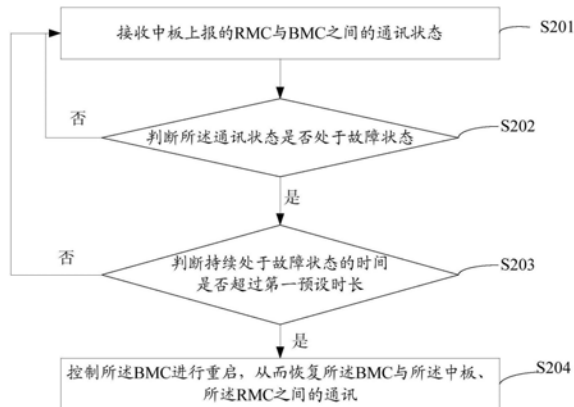 接收中板上报的RMC与BMC之间的通讯状态
S201
否
判断所述通讯状态是否处于故障状态
S202
是
否
判断持续处于故障状态的时间
是否超过第一预设时长
S203
是
控制所述BMC进行重启，从而恢复所述BMC与所述中板、
所述RMC之间的通讯
S204